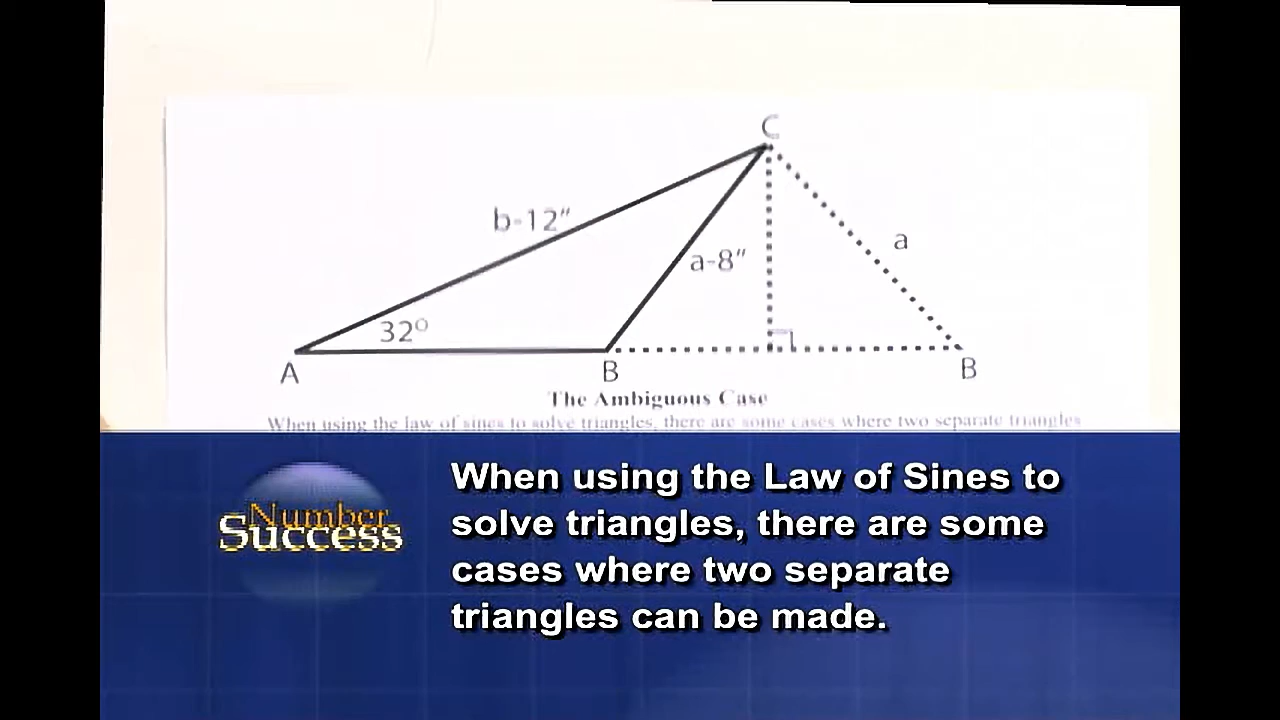 C
b-12"
a-8"
a
32°
A
B
B
The Ambiguous Case
When using the law of sines to solve triangles, there are some cases where two separate triangles
Number
Success
When using the Law of Sines to
solve triangles, there are some
cases where two separate
triangles can be made.